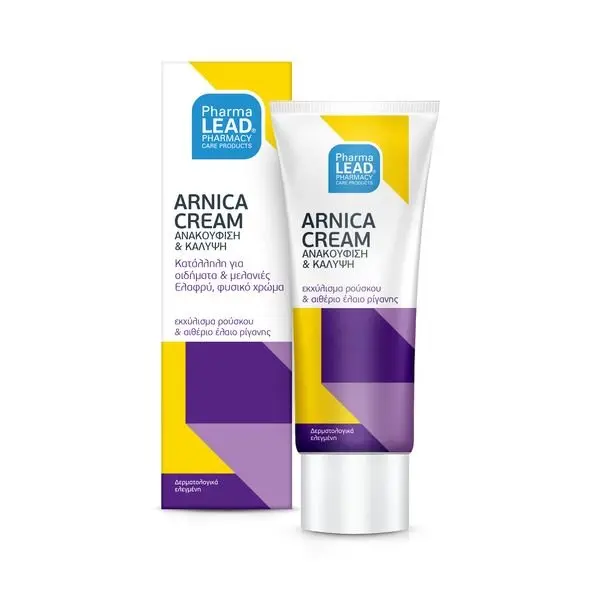 Pharma
LEAD®
PHARMACY
CARE PRODUCTS
ARNICA
CREAM
ΑΝΑΚΟΥΦΙΣΗ
& ΚΑΛΥΨΗ
Κατάλληλη για
οιδήματα & μελανιές
Ελαφρύ, φυσικό χρώμα
εκχύλισμα ρούσκου
& αιθέριο έλαιο ρίγανης
Δερματολογικά
ελεγμένη
Pharma
LEAD®
PHARMACY
CARE PRODUCTS
ARNICA
CREAM
ΑΝΑΚΟΥΦΙΣΗ
& ΚΑΛΥΨΗ
εκχύλισμα ρούσκου
& αιθέριο έλαιο ρίγανης
Δερματολογικά
ελεγμένη